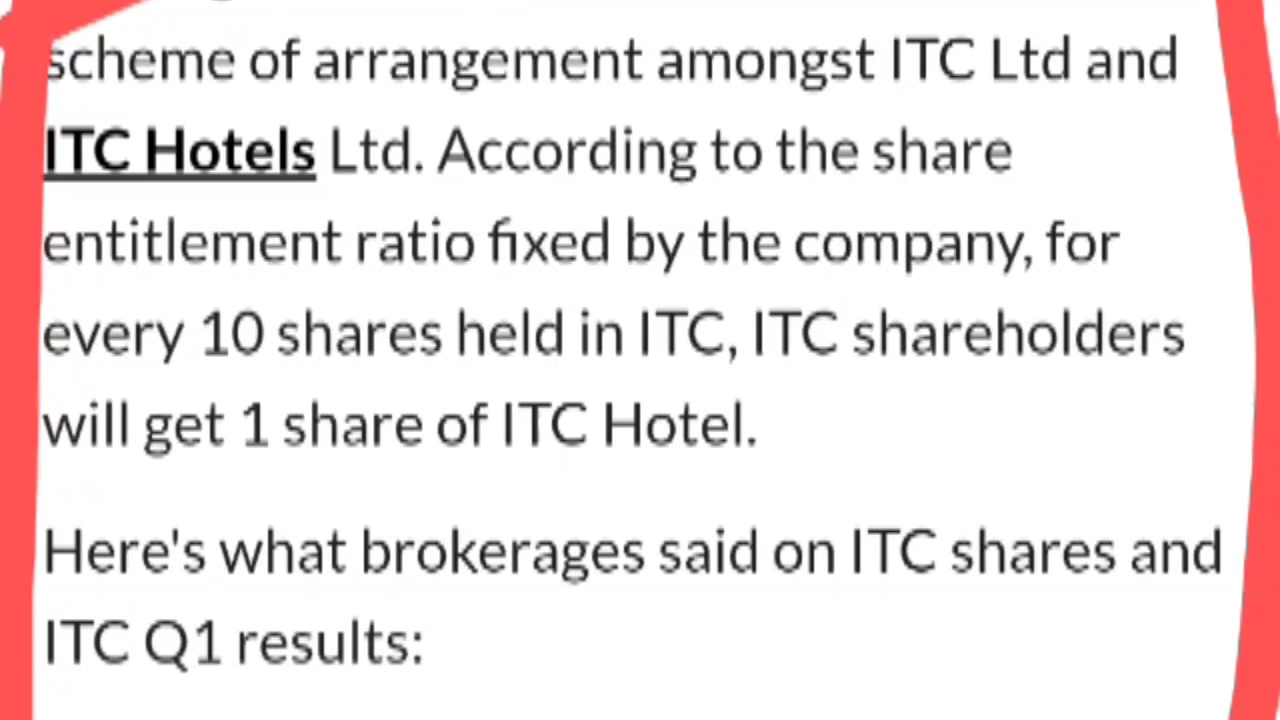 scheme of arrangement amongst ITC Ltd and
ITC Hotels Ltd. According to the share
entitlement ratio fixed by the company, for
every 10 shares held in ITC, ITC shareholders
will get 1 share of ITC Hotel.
Here's what brokerages said on ITC shares and
ITC Q1 results: